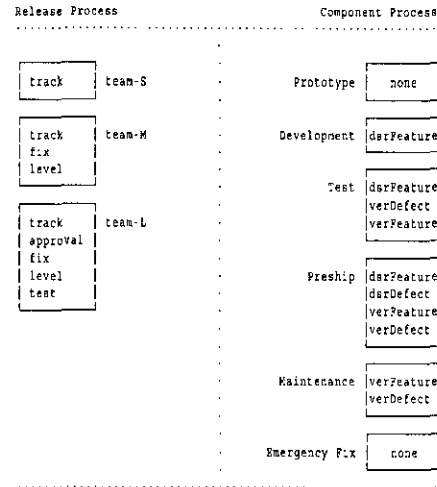 Release Process
Component Process
track
team-S
track
fix
level
team-M
track
approval
fix
level
test
team-L
Prototype
none
Development
dsrFeature
Test
dsrFeature
verDefect
verFeature
Preship
dsrFeature
dsrDefect
verFeature
verDefect
Maintenance
verFeature
verDefect
Emergency Fix
none